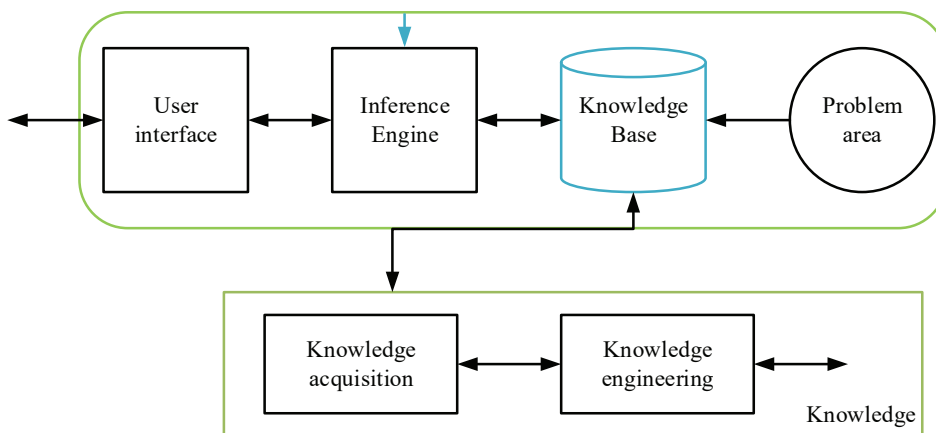 User
interface
Inference
Engine
Knowledge
Base
Problem
area
Knowledge
acquisition
Knowledge
engineering
Knowledge